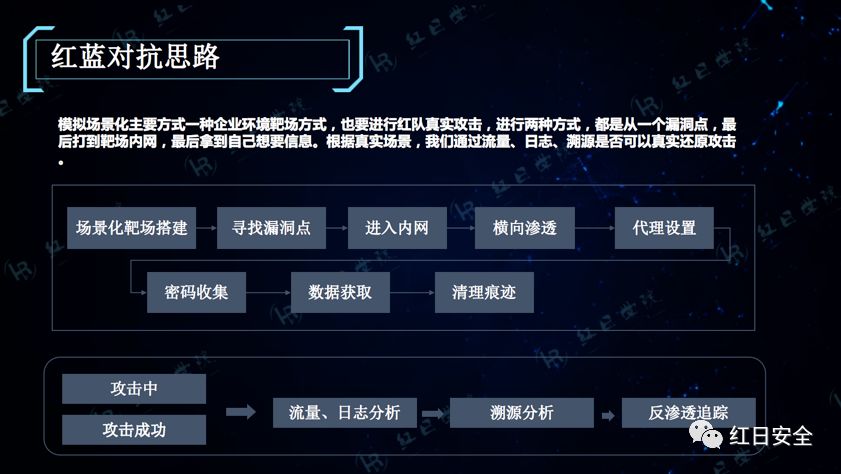 红蓝对抗思路
模拟场景化主要方式一种企业环境靶场方式，也要进行红队真实攻击，进行两种方式，都是从一个漏洞点，最
后打到靶场内网，最后拿到自己想要信息。根据真实场景，我们通过流量、日志、溯源是否可以真实还原攻击
。
场景化靶场搭建
寻找漏洞点
进入内网
横向渗透
代理设置
密码收集
数据获取
清理痕迹
攻击中
攻击成功
流量、日志分析
溯源分析
反渗透追踪
红日安全